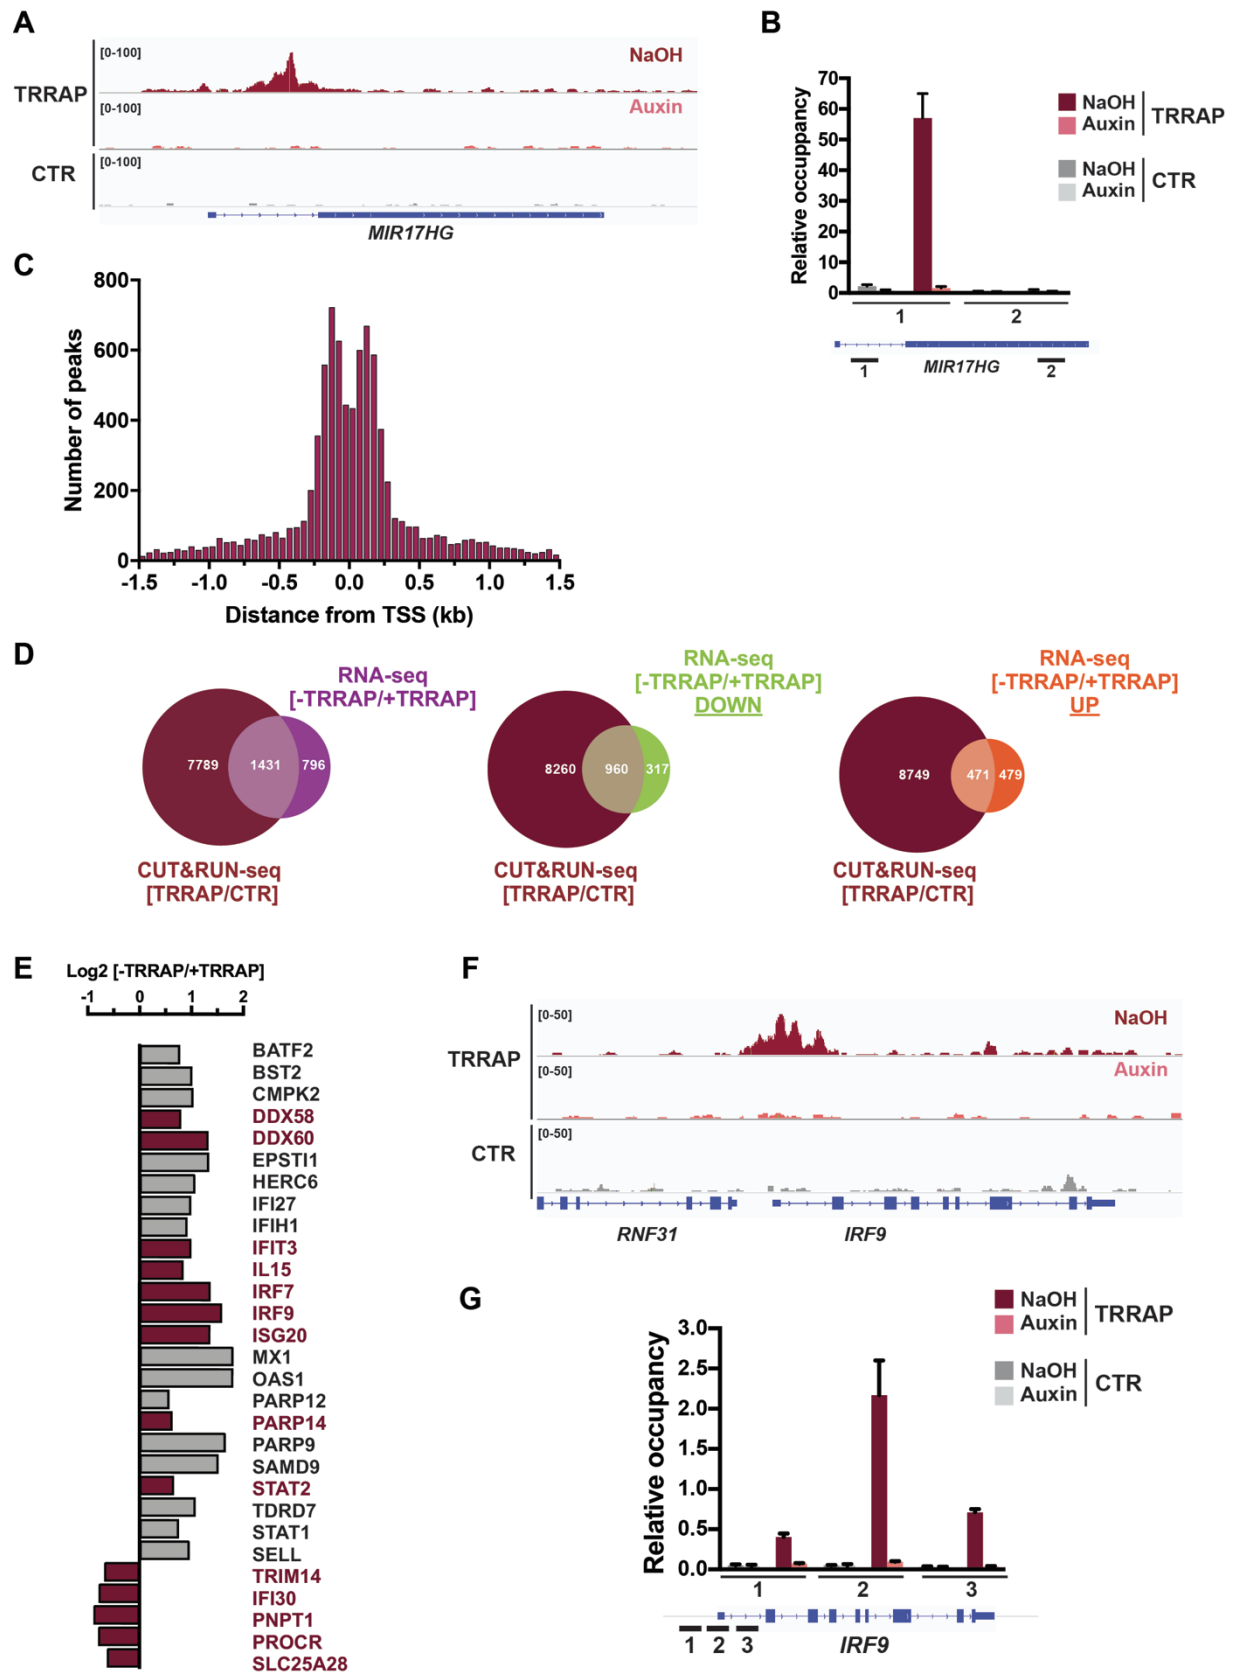 A
[0-100]
NaOH
TRRAP
[0-100]
Auxin
[0-100]
CTR
MIR17HG
B
Relative occuppancy
70
60
50
40
30
20
10
0
NaOH
Auxin
TRRAP
NaOH
Auxin
CTR
1 2
MIR17HG
1 2
C
Number of peaks
800
600
400
200
0
-1.5 -1.0 -0.5 0.0 0.5 1.0 1.5
Distance from TSS (kb)
D
RNA-seq
[-TRRAP/+TRRAP]
7789 1431 796
CUT&RUN-seq
[TRRAP/CTR]
RNA-seq
[-TRRAP/+TRRAP]
DOWN
8260 960 317
CUT&RUN-seq
[TRRAP/CTR]
RNA-seq
[-TRRAP/+TRRAP]
UP
8749 471 479
CUT&RUN-seq
[TRRAP/CTR]
E
Log2 [-TRRAP/+TRRAP]
-1 0 1 2
BATF2
BST2
CMPK2
DDX58
DDX60
EPSTI1
HERC6
IFI27
IFIH1
IFIT3
IL15
IRF7
IRF9
ISG20
MX1
OAS1
PARP12
PARP14
PARP9
SAMD9
STAT2
TDRD7
STAT1
SELL
TRIM14
IFI30
PNPT1
PROCR
SLC25A28
F
[0-50]
NaOH
TRRAP
[0-50]
Auxin
[0-50]
CTR
RNF31 IRF9
G
NaOH
Auxin
TRRAP
NaOH
Auxin
CTR
Relative occupancy
3.0
2.5
2.0
1.5
1.0
0.5
0.0
1 2 3
1 2 3 IRF9